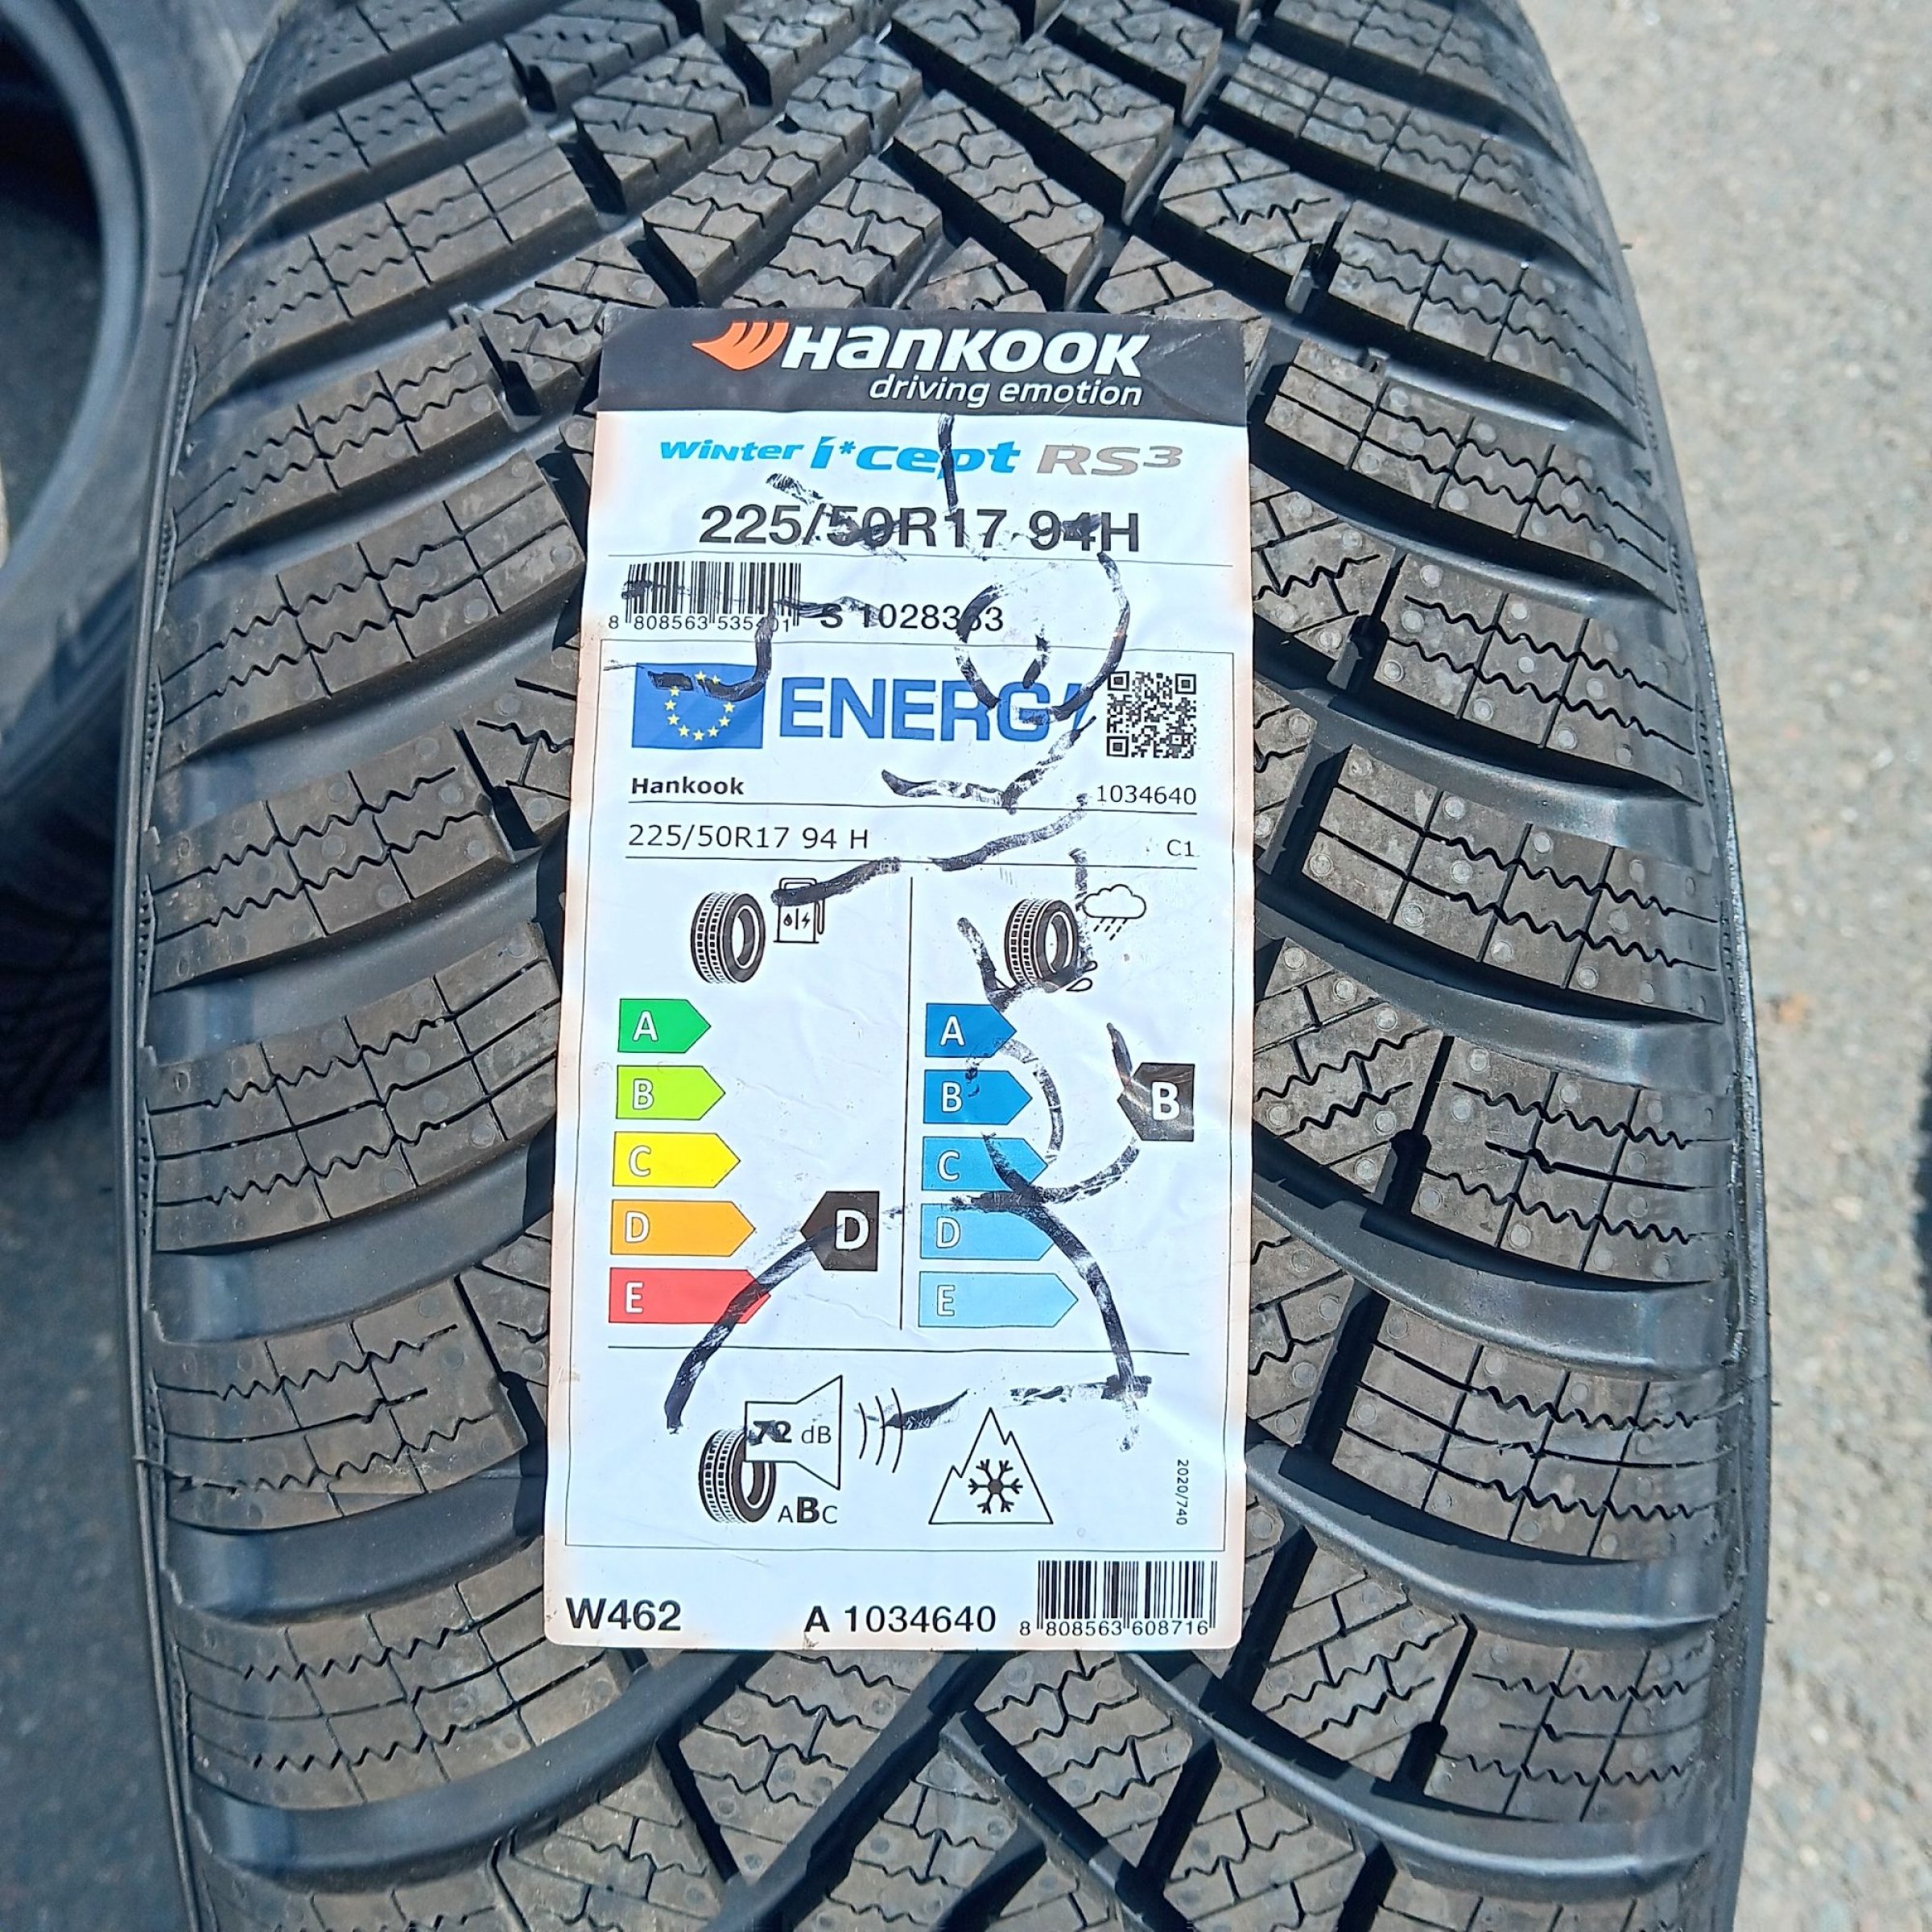 Hankook
driving emotion
Winter i*cept RS3
225/50R17 94H
8 808563 535401 S 1028353
ENERG
Hankook 1034640
225/50R17 94 H C1
A A
B B B
C C
D D D
E E
72 dB
ABC
2020/740
W462 A 1034640 8 808563 608716